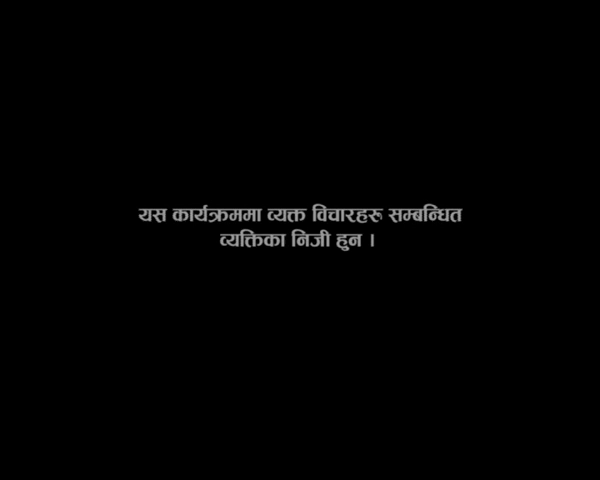 यस कार्यक्रममा व्यक्त विचारहरू सम्बन्धित
व्यक्तिका निजी हुन ।